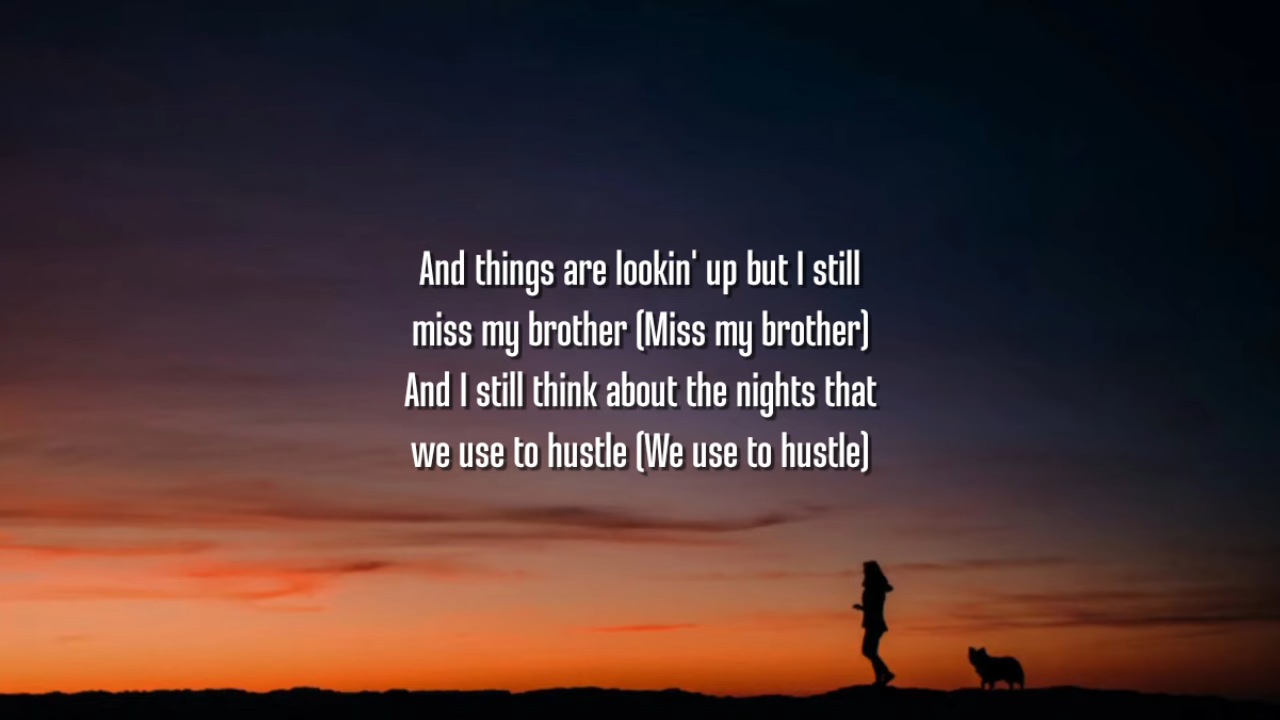 And things are lookin' up but I still
miss my brother (Miss my brother)
And I still think about the nights that
we use to hustle (We use to hustle)